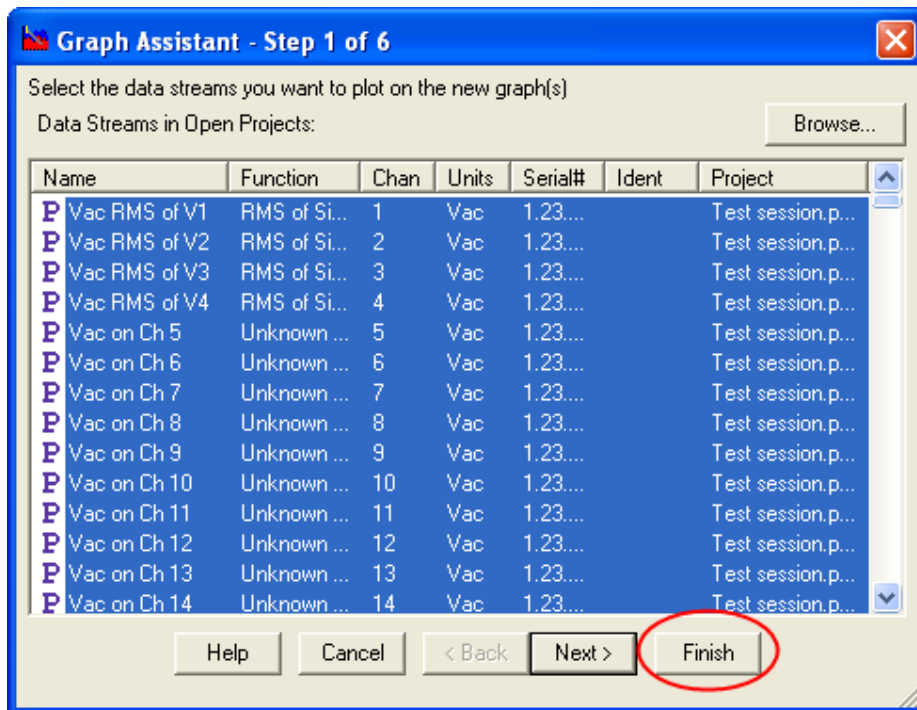 Graph Assistant - Step 1 of 6
Select the data streams you want to plot on the new graph(s)
Data Streams in Open Projects: Browse...
Name Function Chan Units Serial# Ident Project
P Vac RMS of V1 RMS of Si... 1 Vac 1.23.... Test session.p...
P Vac RMS of V2 RMS of Si... 2 Vac 1.23.... Test session.p...
P Vac RMS of V3 RMS of Si... 3 Vac 1.23.... Test session.p...
P Vac RMS of V4 RMS of Si... 4 Vac 1.23.... Test session.p...
P Vac on Ch 5 Unknown ... 5 Vac 1.23.... Test session.p...
P Vac on Ch 6 Unknown ... 6 Vac 1.23.... Test session.p...
P Vac on Ch 7 Unknown ... 7 Vac 1.23.... Test session.p...
P Vac on Ch 8 Unknown ... 8 Vac 1.23.... Test session.p...
P Vac on Ch 9 Unknown ... 9 Vac 1.23.... Test session.p...
P Vac on Ch 10 Unknown ... 10 Vac 1.23.... Test session.p...
P Vac on Ch 11 Unknown ... 11 Vac 1.23.... Test session.p...
P Vac on Ch 12 Unknown ... 12 Vac 1.23.... Test session.p...
P Vac on Ch 13 Unknown ... 13 Vac 1.23.... Test session.p...
P Vac on Ch 14 Unknown ... 14 Vac 1.23.... Test session.p...
Help Cancel < Back Next > Finish